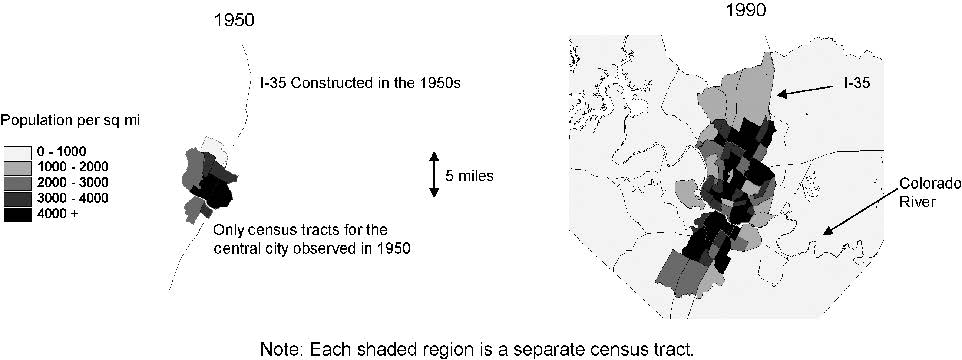 1950
1990
I-35 Constructed in the 1950s
I-35
Population per sq mi
0 - 1000
1000 - 2000
2000 - 3000
3000 - 4000
4000 +
5 miles
Colorado
River
Only census tracts for the
central city observed in 1950
Note: Each shaded region is a separate census tract.